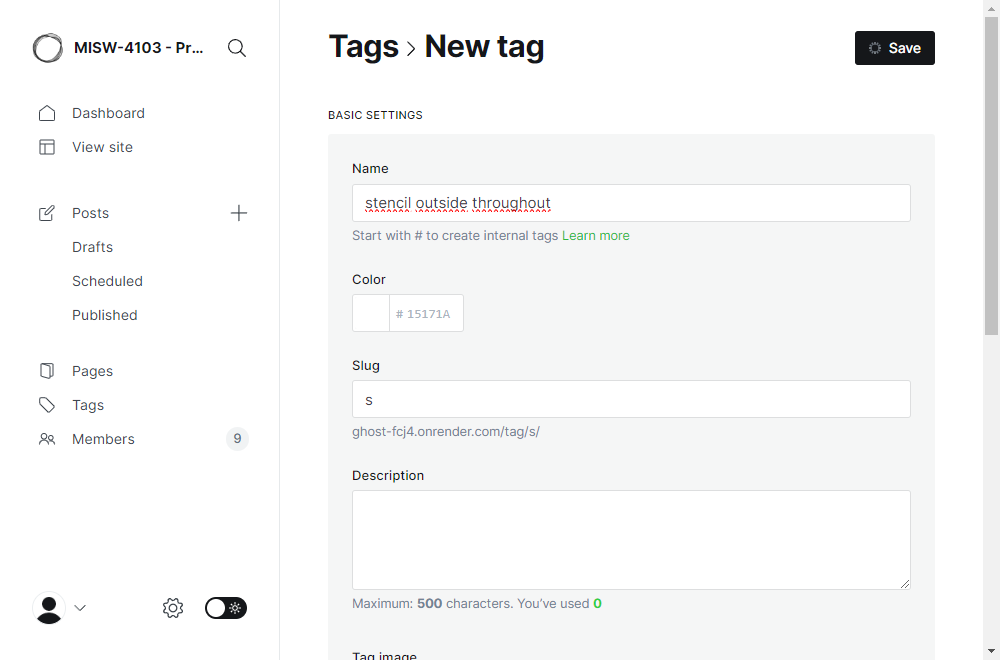 MISW-4103 - Pr...
Dashboard
View site
Posts
Drafts
Scheduled
Published
Pages
Tags
Members
9
Tags > New tag
Save
BASIC SETTINGS
Name
stencil outside throughout
Start with # to create internal tags Learn more
Color
# 15171A
Slug
s
ghost-fcj4.onrender.com/tag/s/
Description
Maximum: 500 characters. You've used 0
Tag image